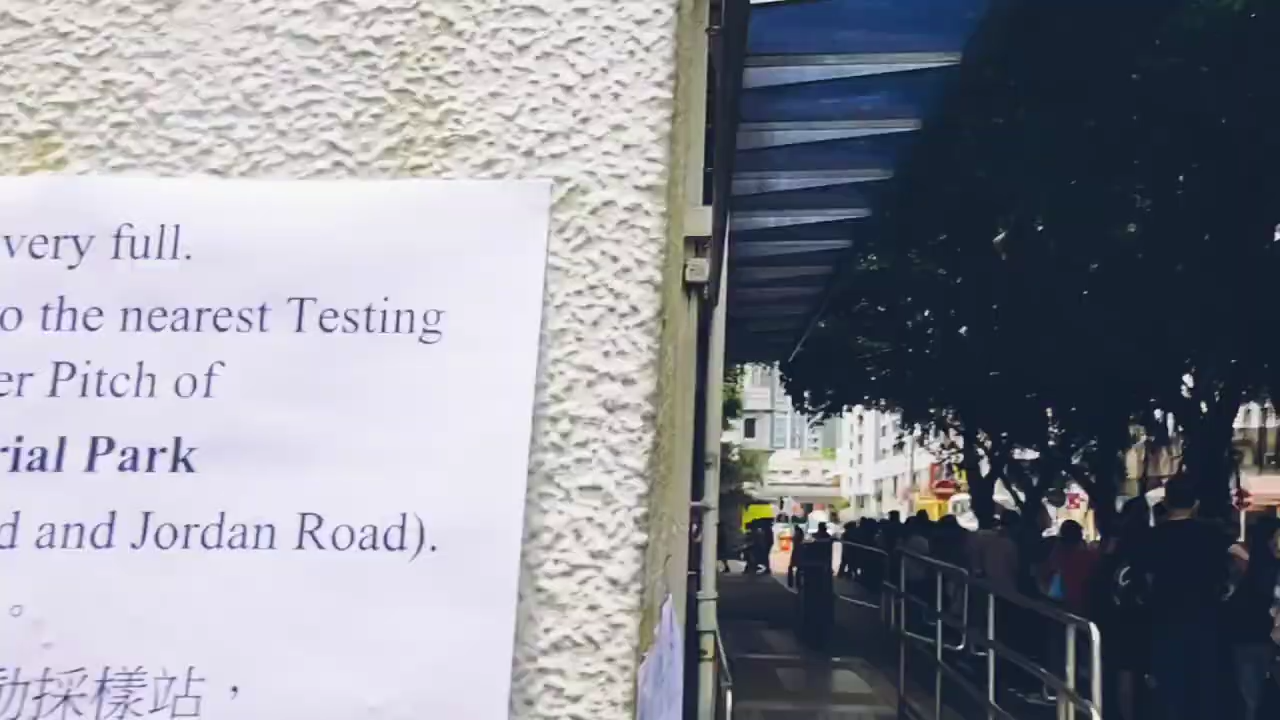 very full.
o the nearest Testing
er Pitch of
rial Park
d and Jordan Road).
。
動採樣站，